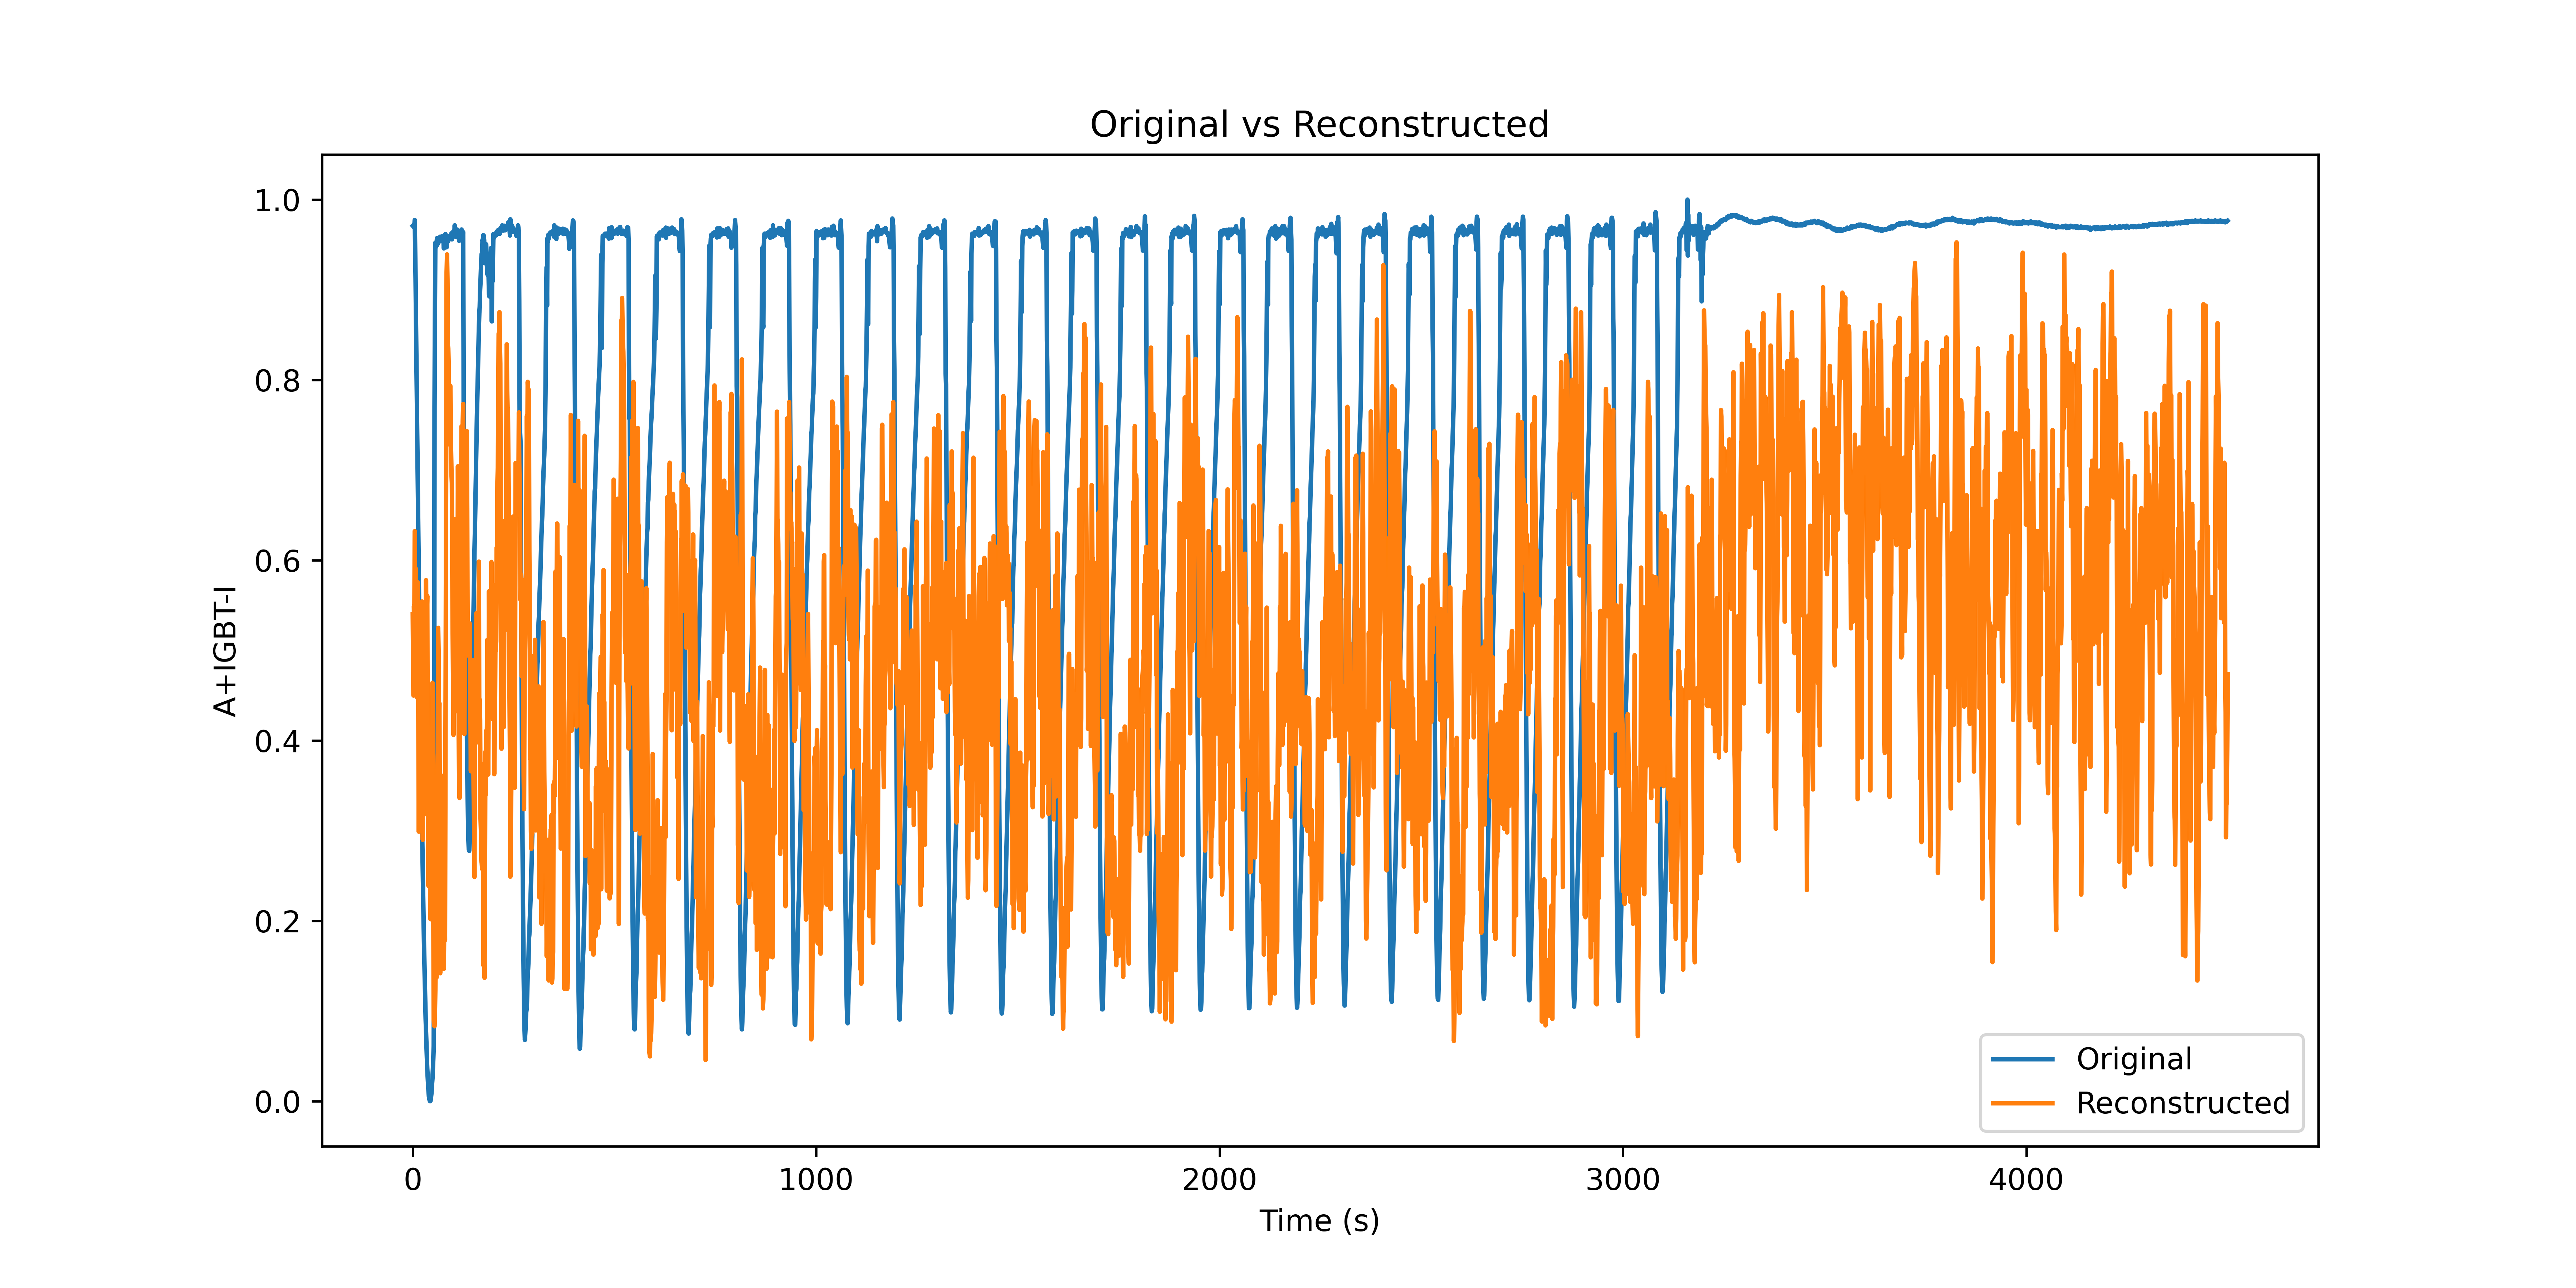 Original vs Reconstructed
1.0
0.8
0.6
0.4
0.2
0.0
A+IGBT-I
0
1000
2000
3000
4000
Time (s)
Original
Reconstructed